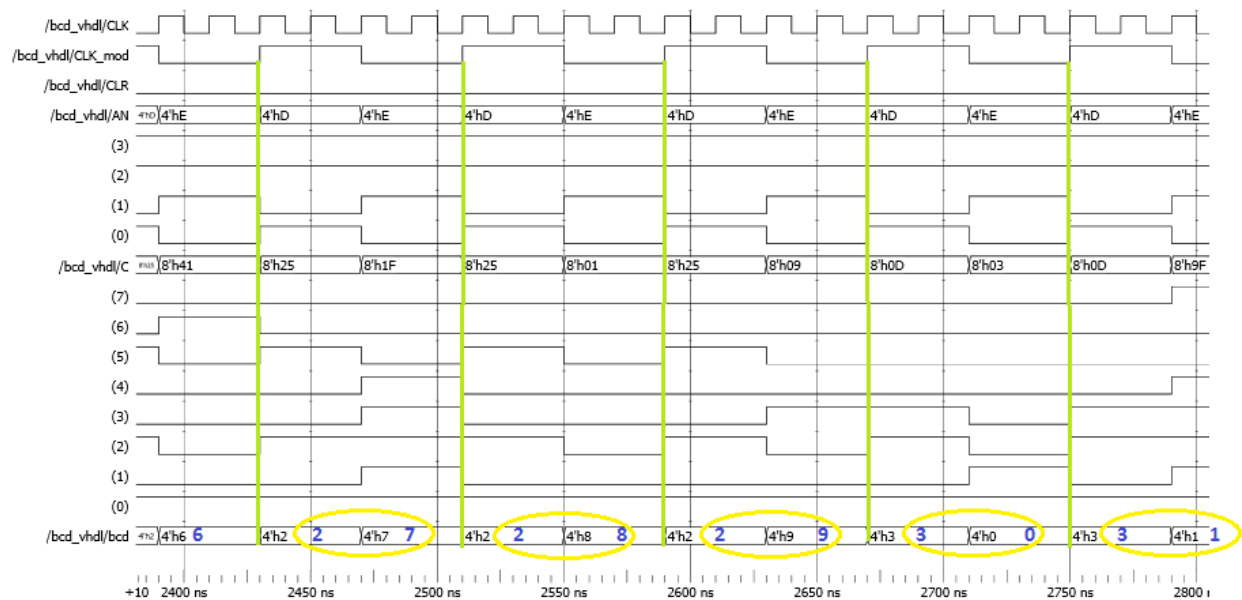 /bcd_vhdl/CLK
/bcd_vhdl/CLK_mod
/bcd_vhdl/CLR
/bcd_vhdl/AN 4'hD 4'hE 4'hD 4'hE 4'hD 4'hE 4'hD 4'hE 4'hD 4'hE 4'hD 4'hE
(3)
(2)
(1)
(0)
/bcd_vhdl/C 8'h41 8'h25 8'h1F 8'h25 8'h01 8'h25 8'h09 8'h0D 8'h03 8'h0D 8'h9F
(7)
(6)
(5)
(4)
(3)
(2)
(1)
(0)
/bcd_vhdl/bcd 4'h2 4'h6 6 4'h2 2 4'h7 7 4'h2 2 4'h8 8 4'h2 2 4'h9 9 4'h3 3 4'h0 0 4'h3 3 4'h1 1
+10 2400 ns 2450 ns 2500 ns 2550 ns 2600 ns 2650 ns 2700 ns 2750 ns 2800